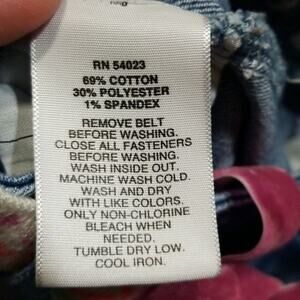 RN 54023
69% COTTON
30% POLYESTER
1% SPANDEX
REMOVE BELT
BEFORE WASHING.
CLOSE ALL FASTENERS
BEFORE WASHING.
WASH INSIDE OUT.
MACHINE WASH COLD.
WASH AND DRY
WITH LIKE COLORS.
ONLY NON-CHLORINE
BLEACH WHEN
NEEDED.
TUMBLE DRY LOW.
COOL IRON.